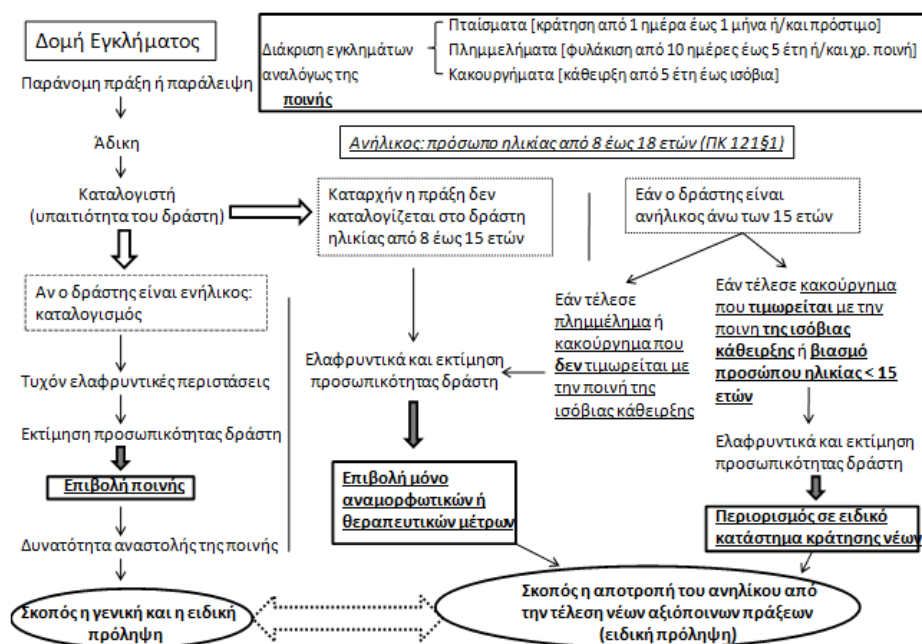 Δομή Εγκλήματος
Παράνομη πράξη ή παράλειψη
Άδικη
Καταλογιστή
(υπαιτιότητα του δράστη)
Διάκριση εγκλημάτων
αναλόγως της
ποινής
Πταίσματα [κράτηση από 1 ημέρα έως 1 μήνα ή/και πρόστιμο]
Πλημμελήματα [φυλάκιση από 10 ημέρες έως 5 έτη ή/και χρ. ποινή]
Κακουργήματα [κάθειρξη από 5 έτη έως ισόβια]
Ανήλικος: πρόσωπο ηλικίας από 8 έως 18 ετών (ΠΚ 121§1)
Καταρχήν η πράξη δεν
καταλογίζεται στο δράστη
ηλικίας από 8 έως 15 ετών
Εάν ο δράστης είναι
ανήλικος άνω των 15 ετών
Αν ο δράστης είναι ενήλικος:
καταλογισμός
Τυχόν ελαφρυντικές περιστάσεις
Εκτίμηση προσωπικότητας δράστη
Επιβολή ποινής
Δυνατότητα αναστολής της ποινής
Σκοπός η γενική και η ειδική
πρόληψη
Ελαφρυντικά και εκτίμηση
προσωπικότητας δράστη
Επιβολή μόνο
αναμορφωτικών ή
θεραπευτικών μέτρων
Εάν τέλεσε
πλημμέλημα ή
κακούργημα που
δεν τιμωρείται με
την ποινή της
ισόβιας κάθειρξης
Εάν τέλεσε κακούργημα
που τιμωρείται με την
ποινη της ισόβιας
κάθειρξης ή βιασμό
προσώπου ηλικίας < 15
ετών
Ελαφρυντικά και εκτίμηση
προσωπικότητας δράστη
Περιορισμός σε ειδικό
κατάστημα κράτησης νέων
Σκοπός η αποτροπή του ανηλίκου από
την τέλεση νέων αξιόποινων πράξεων
(ειδική πρόληψη)